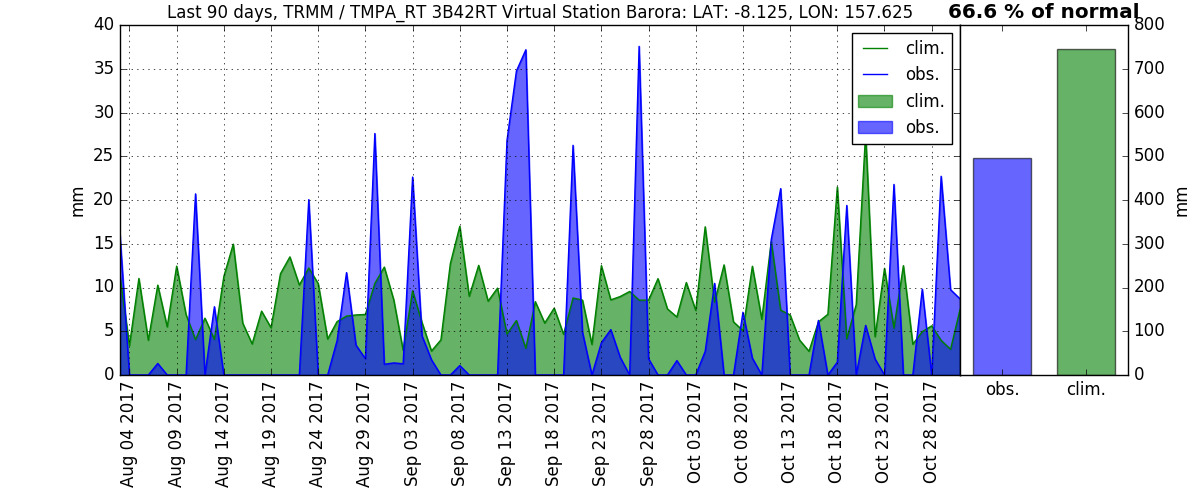 Last 90 days, TRMM / TMPA_RT 3B42RT Virtual Station Barora: LAT: -8.125, LON: 157.625
66.6 % of normal
40
35
30
25
20
15
10
5
0
mm
clim.
obs.
clim.
obs.
800
700
600
500
400
300
200
100
0
mm
obs.
clim.
Aug 04 2017
Aug 09 2017
Aug 14 2017
Aug 19 2017
Aug 24 2017
Aug 29 2017
Sep 03 2017
Sep 08 2017
Sep 13 2017
Sep 18 2017
Sep 23 2017
Sep 28 2017
Oct 03 2017
Oct 08 2017
Oct 13 2017
Oct 18 2017
Oct 23 2017
Oct 28 2017